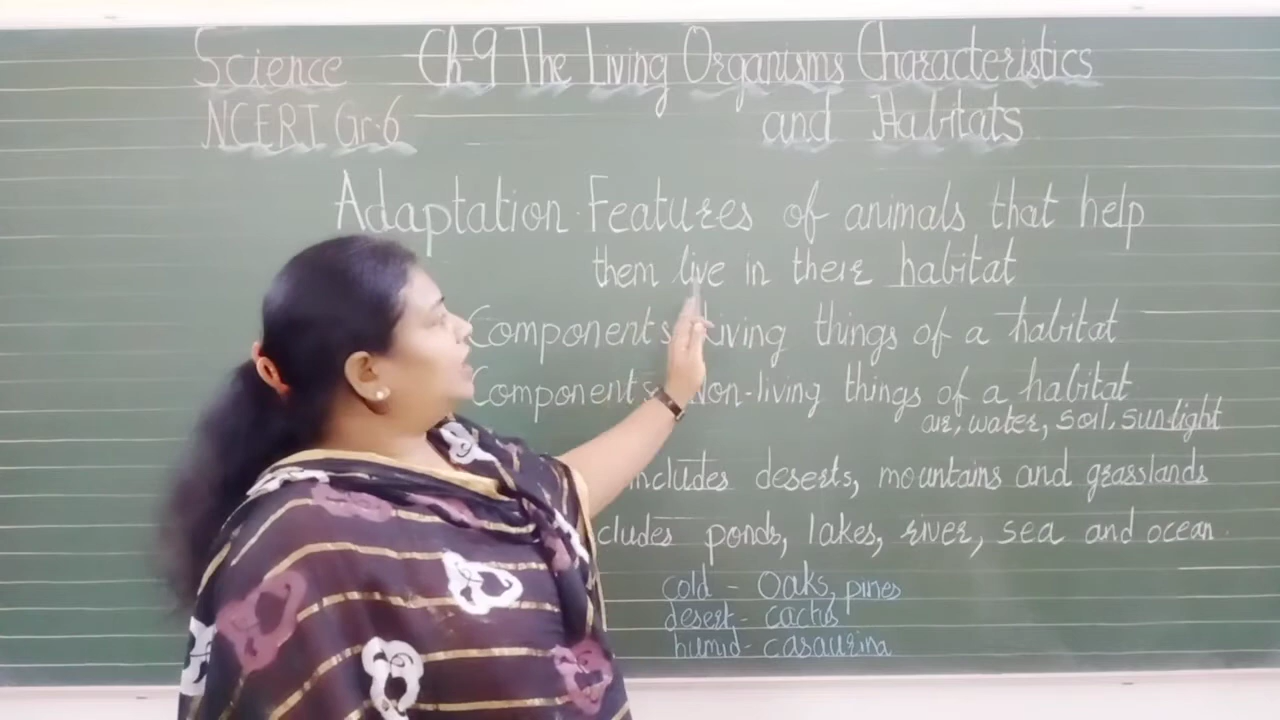 Science Ch-9 The Living Organisms Characteristics
NCERT Gr.6 and Habitats
Adaptation. Features of animals that help
them live in there habitat
Components Living things of a habitat
Components Non-living things of a habitat
air, water, soil, sunlight
includes deserts, mountains and grasslands
cludes ponds, lakes, river, sea and ocean.
cold - Oaks, pines
desert - cactus
humid - casaurina